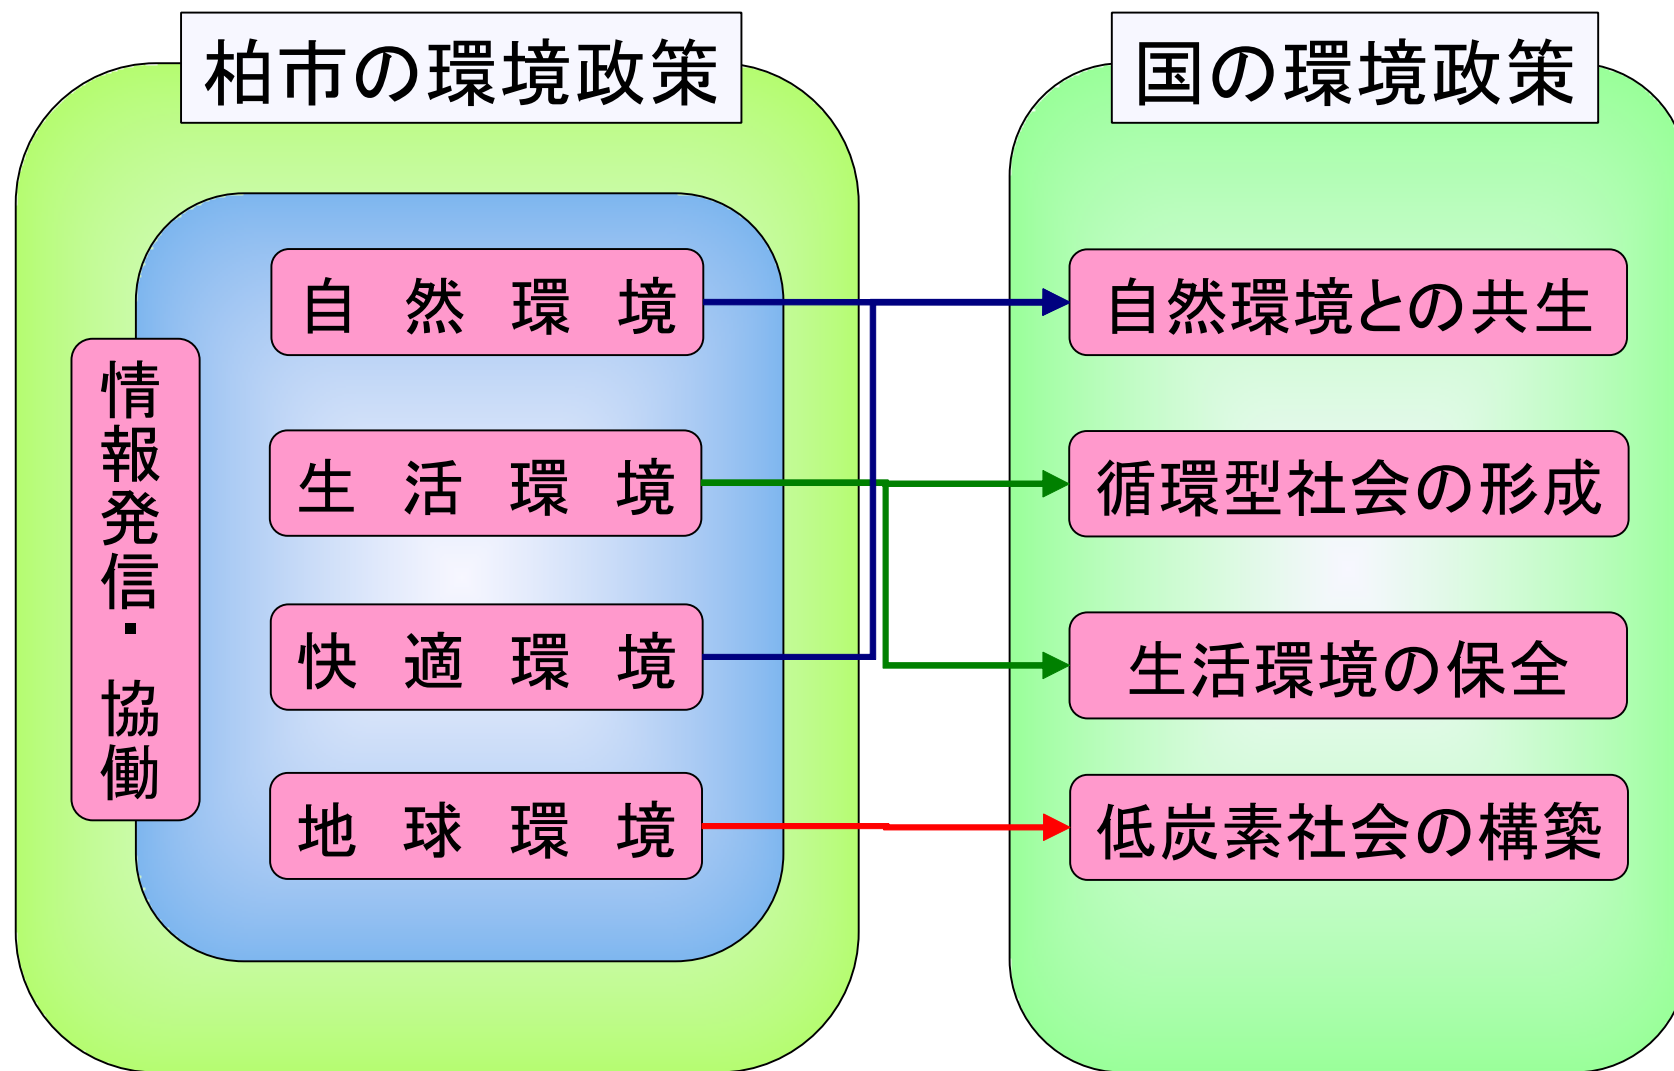 柏市の環境政策
自然環境
生活環境
快適環境
地球環境
情報発信・協働
国の環境政策
自然環境との共生
循環型社会の形成
生活環境の保全
低炭素社会の構築